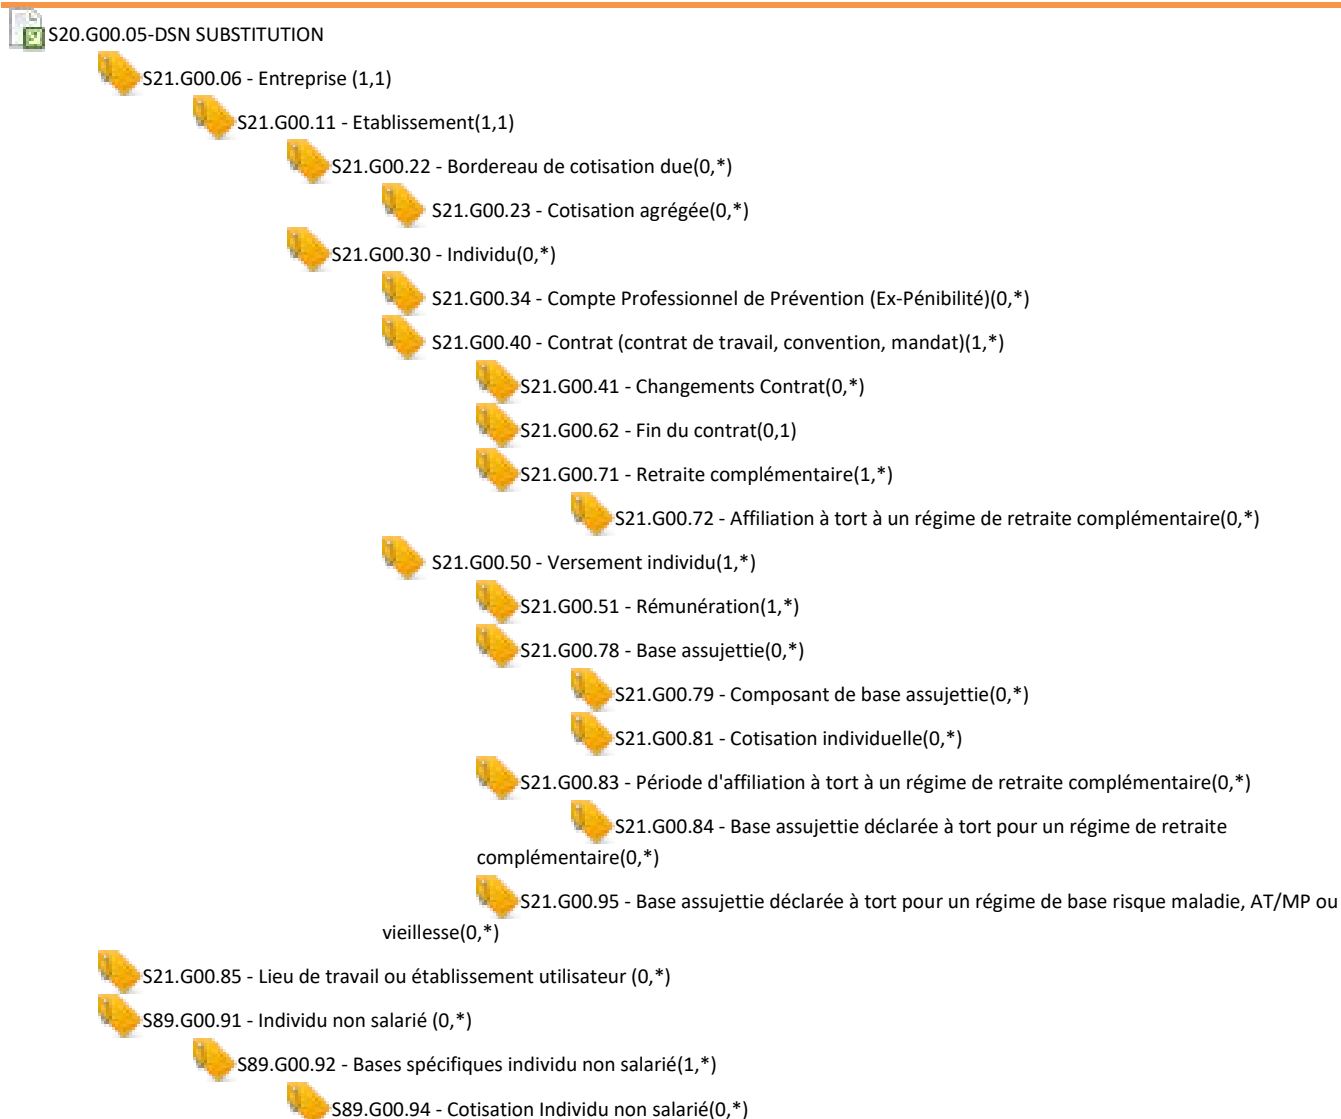 S20.G00.05-DSN SUBSTITUTION
S21.G00.06 - Entreprise (1,1)
S21.G00.11 - Etablissement(1,1)
S21.G00.22 - Bordereau de cotisation due(0,*)
S21.G00.23 - Cotisation agrégée(0,*)
S21.G00.30 - Individu(0,*)
S21.G00.34 - Compte Professionnel de Prévention (Ex-Pénibilité)(0,*)
S21.G00.40 - Contrat (contrat de travail, convention, mandat)(1,*)
S21.G00.41 - Changements Contrat(0,*)
S21.G00.62 - Fin du contrat(0,1)
S21.G00.71 - Retraite complémentaire(1,*)
S21.G00.72 - Affiliation à tort à un régime de retraite complémentaire(0,*)
S21.G00.50 - Versement individu(1,*)
S21.G00.51 - Rémunération(1,*)
S21.G00.78 - Base assujettie(0,*)
S21.G00.79 - Composant de base assujettie(0,*)
S21.G00.81 - Cotisation individuelle(0,*)
S21.G00.83 - Période d'affiliation à tort à un régime de retraite complémentaire(0,*)
S21.G00.84 - Base assujettie déclarée à tort pour un régime de retraite
complémentaire(0,*)
S21.G00.95 - Base assujettie déclarée à tort pour un régime de base risque maladie, AT/MP ou
vieillesse(0,*)
S21.G00.85 - Lieu de travail ou établissement utilisateur (0,*)
S89.G00.91 - Individu non salarié (0,*)
S89.G00.92 - Bases spécifiques individu non salarié(1,*)
S89.G00.94 - Cotisation Individu non salarié(0,*)